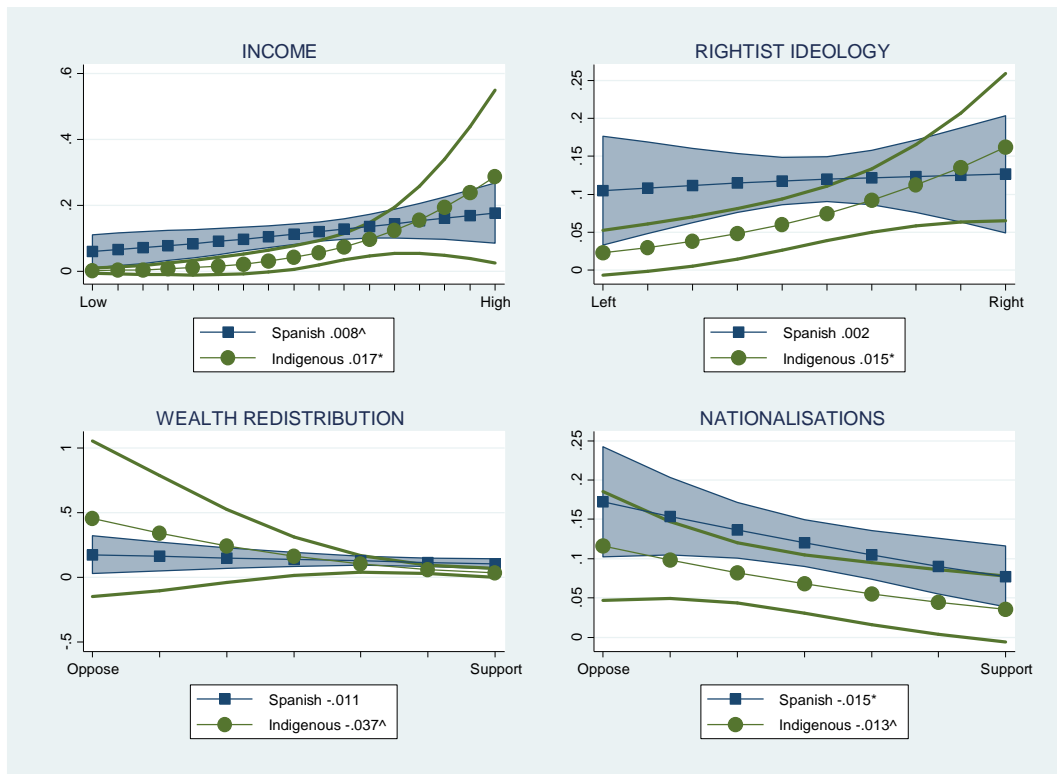 INCOME
.6
.4
.2
0
Low High
Spanish .008^
Indigenous .017*
RIGHTIST IDEOLOGY
.25
.2
.15
.1
.05
0
Left Right
Spanish .002
Indigenous .015*
WEALTH REDISTRIBUTION
1
.5
0
-.5
Oppose Support
Spanish -.011
Indigenous -.037^
NATIONALISATIONS
.25
.2
.15
.1
.05
0
Oppose Support
Spanish -.015*
Indigenous -.013^